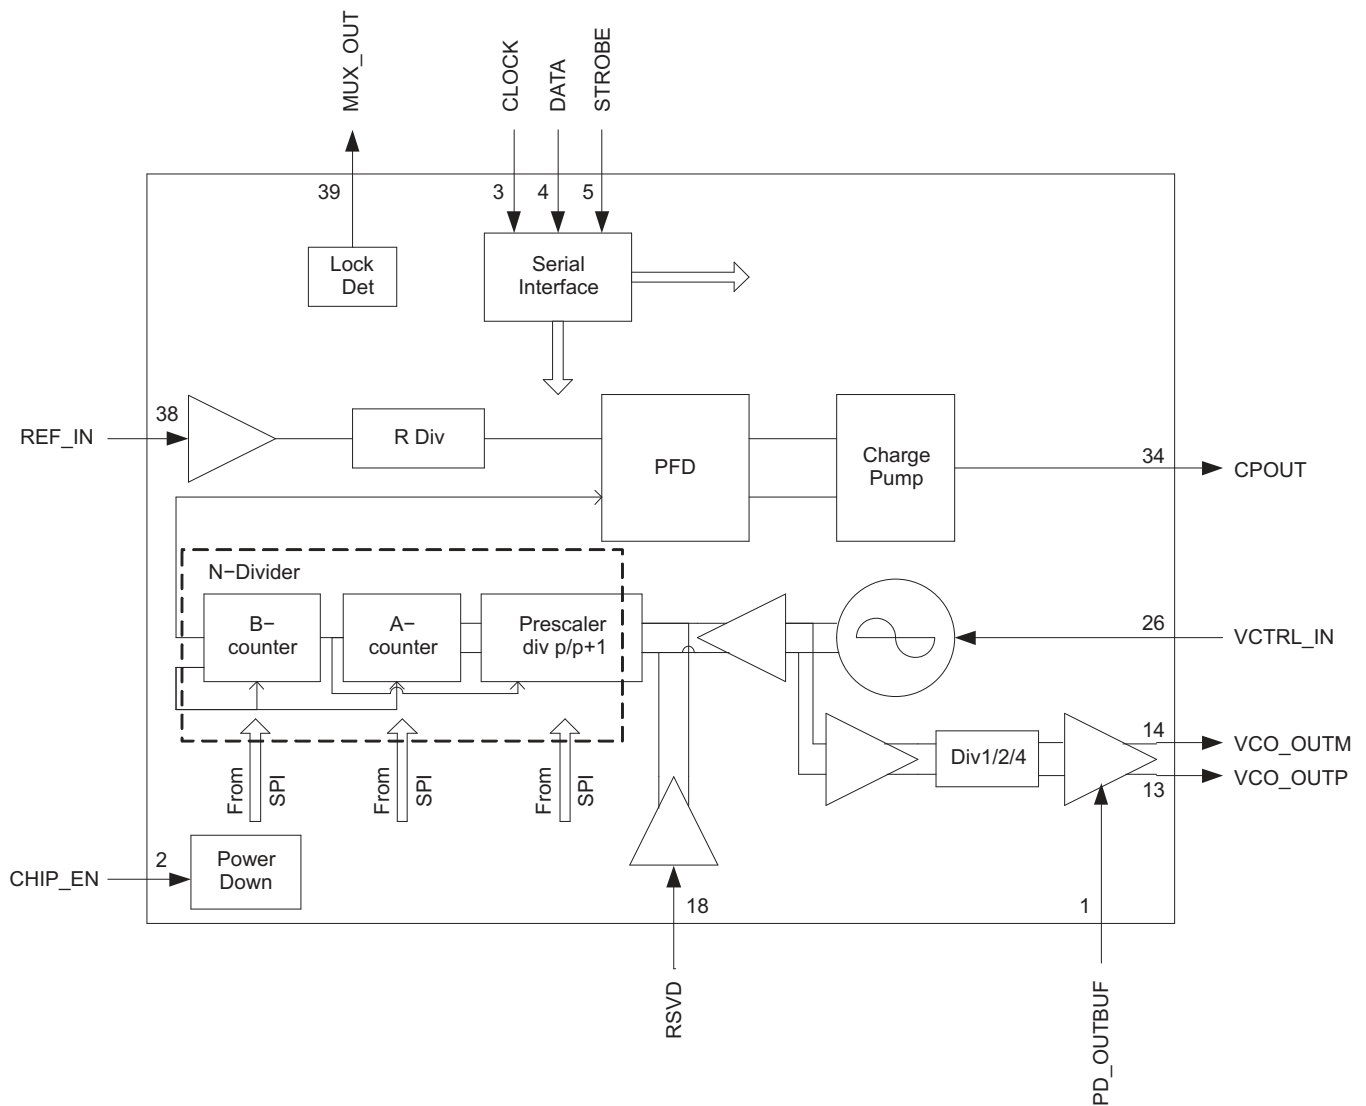 MUX_OUT
CLOCK
DATA
STROBE
39
3
4
5
Lock
Det
Serial
Interface
REF_IN
38
R Div
PFD
Charge
Pump
34
CPOUT
N−Divider
B−
counter
A−
counter
Prescaler
div p/p+1
26
VCTRL_IN
From
SPI
From
SPI
From
SPI
Div1/2/4
14
VCO_OUTM
13
VCO_OUTP
CHIP_EN
2
Power
Down
18
RSVD
1
PD_OUTBUF